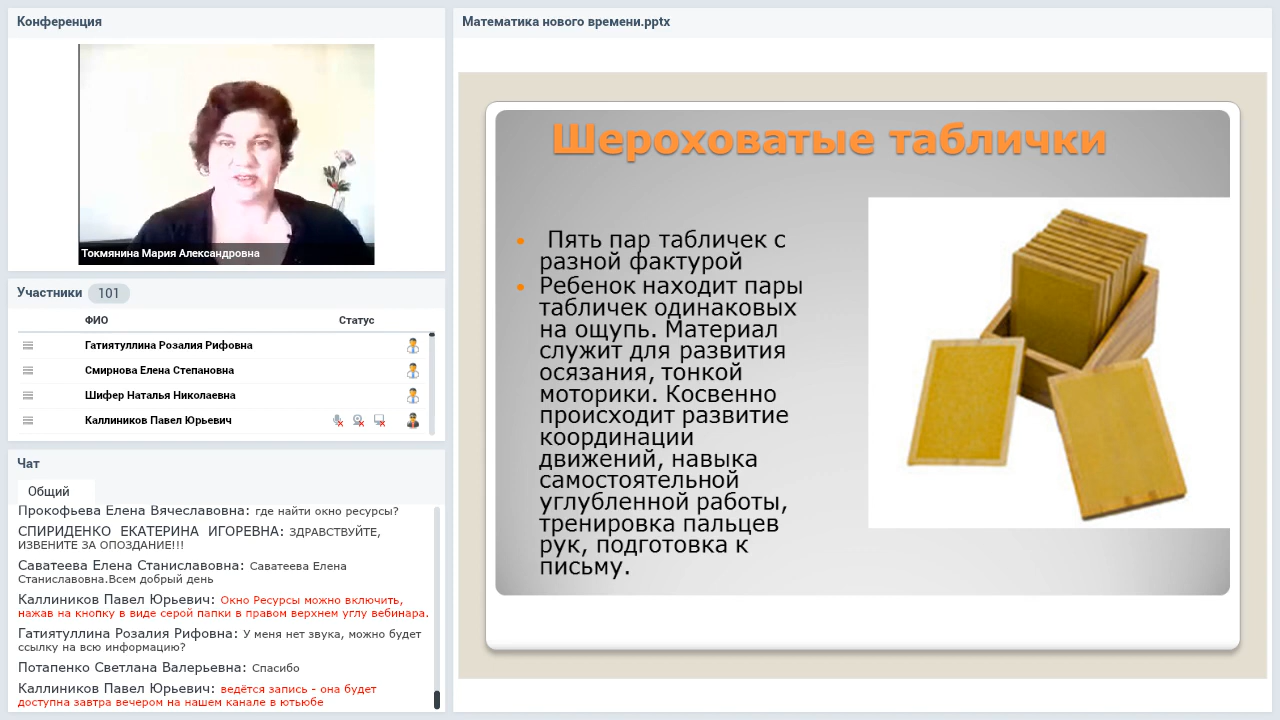 Конференция
Токмянина Мария Александровна
Участники 101
ФИО Статус
Гатиятуллина Розалия Рифовна
Смирнова Елена Степановна
Шифер Наталья Николаевна
Каллиников Павел Юрьевич
Чат
Общий
Прокофьева Елена Вячеславовна: где найти окно ресурсы?
СПИРИДЕНКО ЕКАТЕРИНА ИГОРЕВНА: ЗДРАВСТВУЙТЕ,
ИЗВЕНИТЕ ЗА ОПОЗДАНИЕ!!!
Саватеева Елена Станиславовна: Саватеева Елена
Станиславовна.Всем добрый день
Каллиников Павел Юрьевич: Окно Ресурсы можно включить,
нажав на кнопку в виде серой папки в правом верхнем углу вебинара.
Гатиятуллина Розалия Рифовна: У меня нет звука, можно будет
ссылку на всю информацию?
Потапенко Светлана Валерьевна: Спасибо
Каллиников Павел Юрьевич: ведётся запись - она будет
доступна завтра вечером на нашем канале в ютьюбе
Математика нового времени.pptx
Шероховатые таблички
• Пять пар табличек с
разной фактурой
• Ребенок находит пары
табличек одинаковых
на ощупь. Материал
служит для развития
осязания, тонкой
моторики. Косвенно
происходит развитие
координации
движений, навыка
самостоятельной
углубленной работы,
тренировка пальцев
рук, подготовка к
письму.